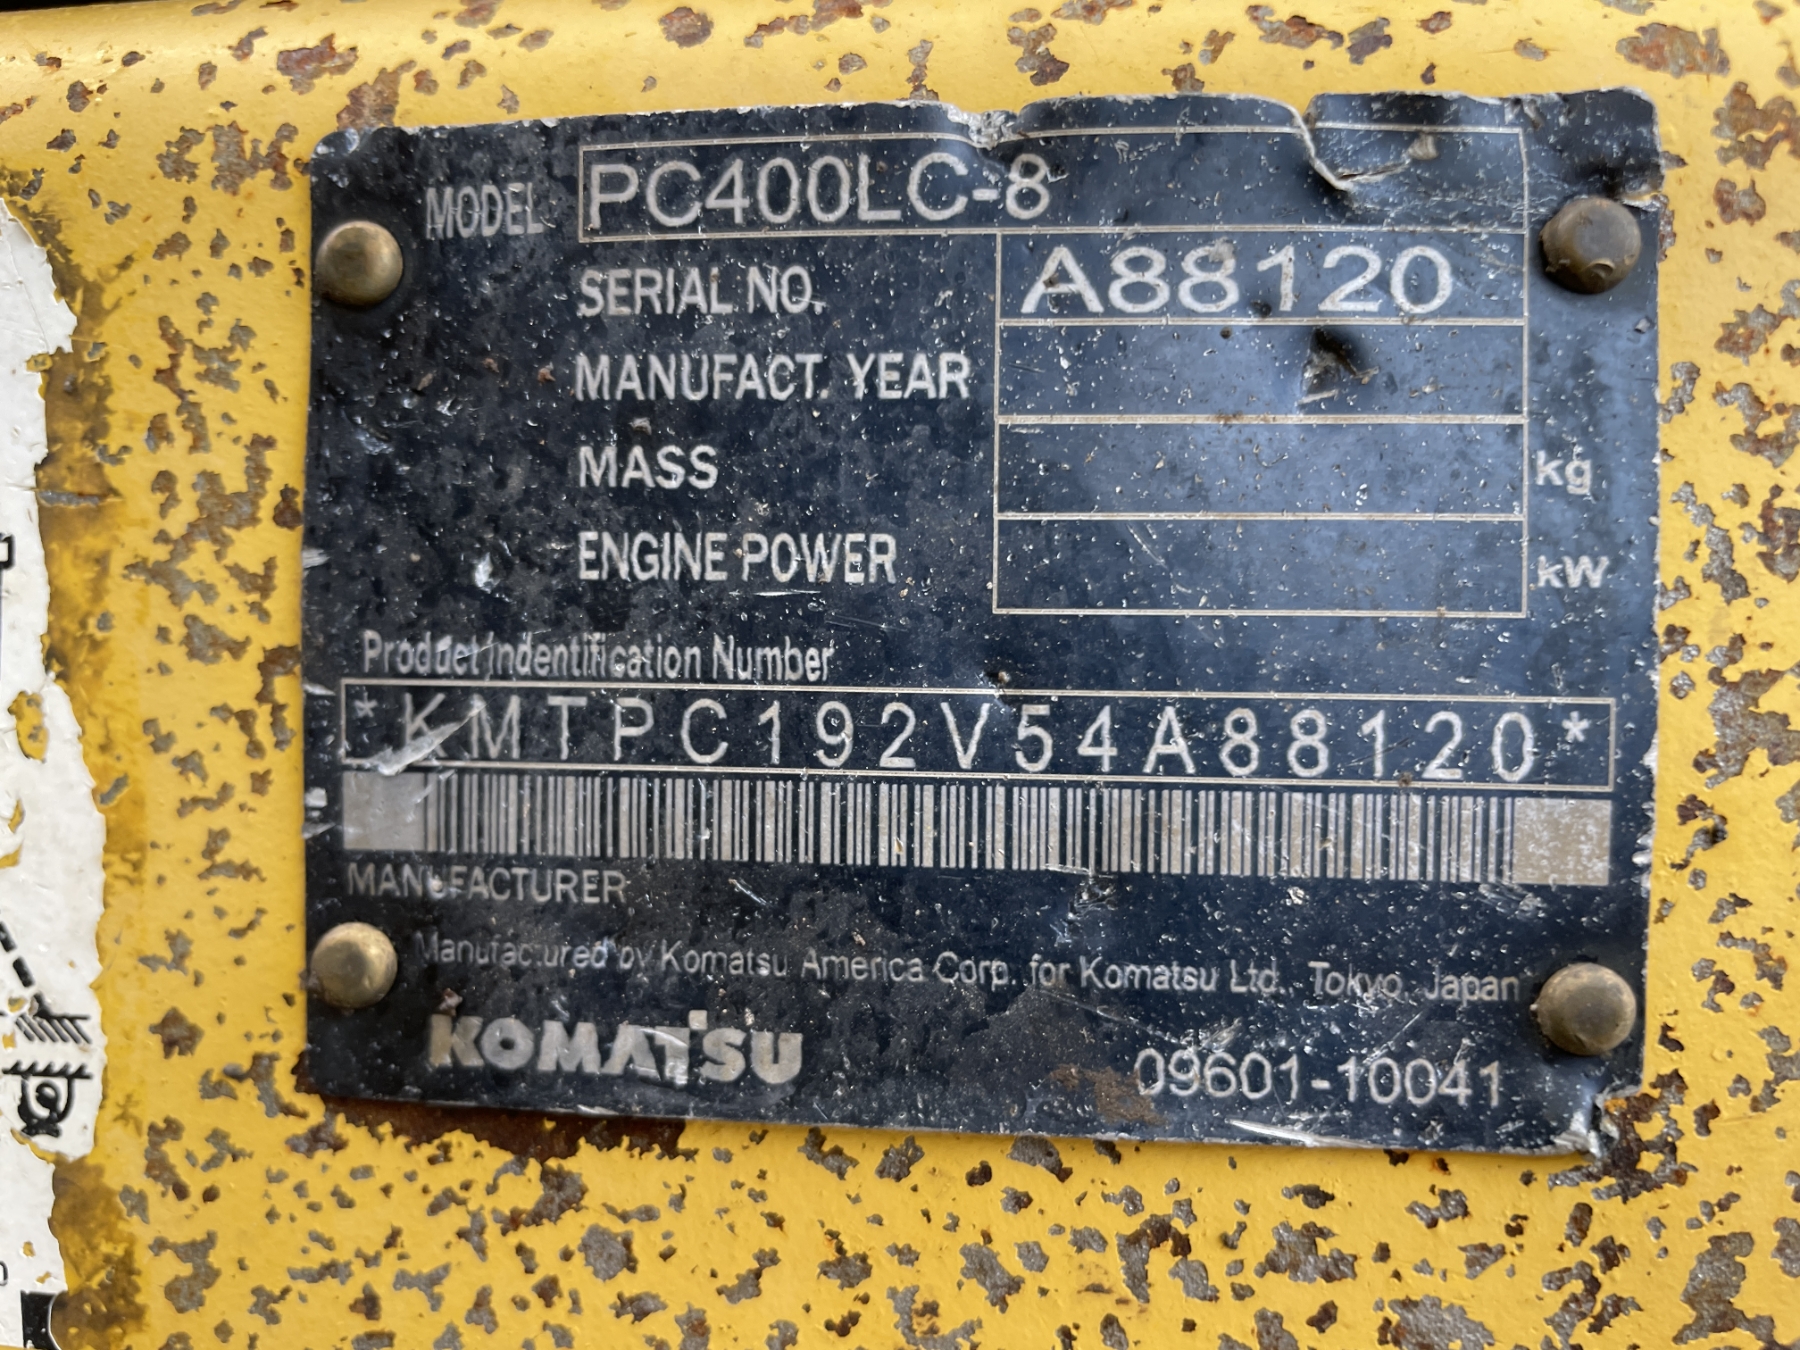 MODEL PC400LC-8
SERIAL NO. A88120
MANUFACT. YEAR
MASS kg
ENGINE POWER kW
Product Indentification Number
*KMTPC192V54A88120*
MANUFACTURER
Manufactured by Komatsu America Corp. for Komatsu Ltd., Tokyo, Japan
KOMATSU
09601-10041